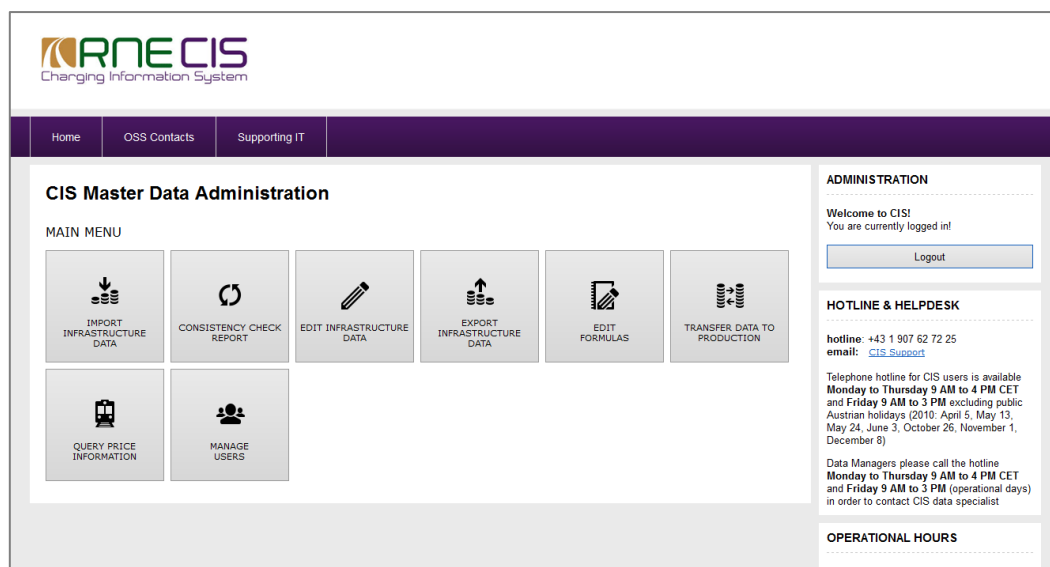 RNE CIS
Charging Information System
Home
OSS Contacts
Supporting IT
CIS Master Data Administration
MAIN MENU
IMPORT
INFRASTRUCTURE
DATA
CONSISTENCY CHECK
REPORT
EDIT INFRASTRUCTURE
DATA
EXPORT
INFRASTRUCTURE
DATA
EDIT
FORMULAS
TRANSFER DATA TO
PRODUCTION
QUERY PRICE
INFORMATION
MANAGE
USERS
ADMINISTRATION
Welcome to CIS!
You are currently logged in!
Logout
HOTLINE & HELPDESK
hotline: +43 1 907 62 72 25
email: CIS Support
Telephone hotline for CIS users is available
Monday to Thursday 9 AM to 4 PM CET
and Friday 9 AM to 3 PM excluding public
Austrian holidays (2010: April 5, May 13,
May 24, June 3, October 26, November 1,
December 8)
Data Managers please call the hotline
Monday to Thursday 9 AM to 4 PM CET
and Friday 9 AM to 3 PM (operational days)
in order to contact CIS data specialist
OPERATIONAL HOURS